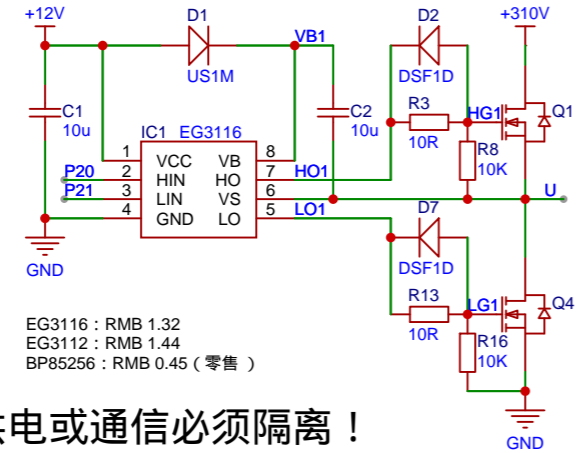 +12V
D1
US1M
VB1
D2
DSF1D
+310V
C1
10u
C2
10u
R3
10R
HG1
Q1
R8
10K
IC1 EG3116
1 VCC VB 8
P20 2 HIN HO 7 HO1
P21 3 LIN VS 6 U
4 GND LO 5 LO1
GND
D7
DSF1D
R13
10R
LG1
Q4
R16
10K
GND
EG3116：RMB 1.32
EG3112：RMB 1.44
BP85256：RMB 0.45（零售 ）
电或通信必须隔离！